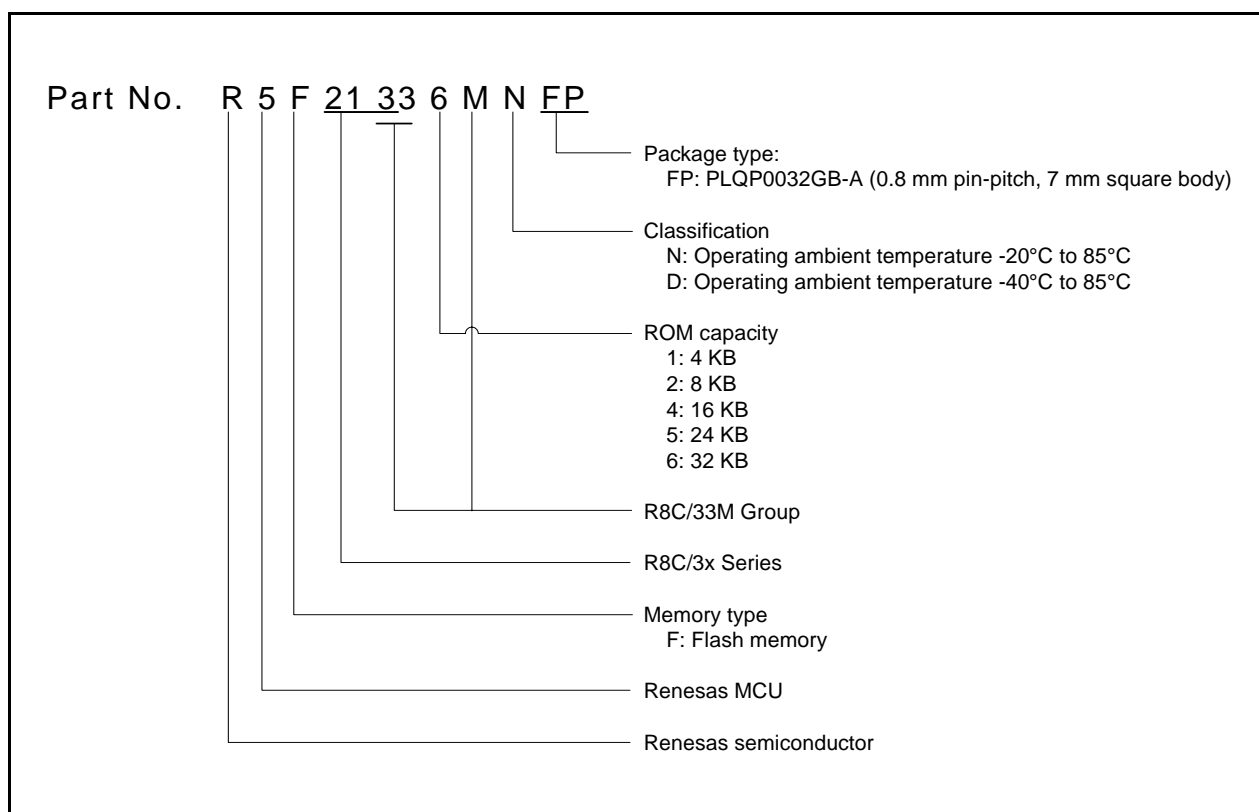 Part No. R 5 F 21 33 6 M N FP
Package type:
FP: PLQP0032GB-A (0.8 mm pin-pitch, 7 mm square body)
Classification
N: Operating ambient temperature -20°C to 85°C
D: Operating ambient temperature -40°C to 85°C
ROM capacity
1: 4 KB
2: 8 KB
4: 16 KB
5: 24 KB
6: 32 KB
R8C/33M Group
R8C/3x Series
Memory type
F: Flash memory
Renesas MCU
Renesas semiconductor